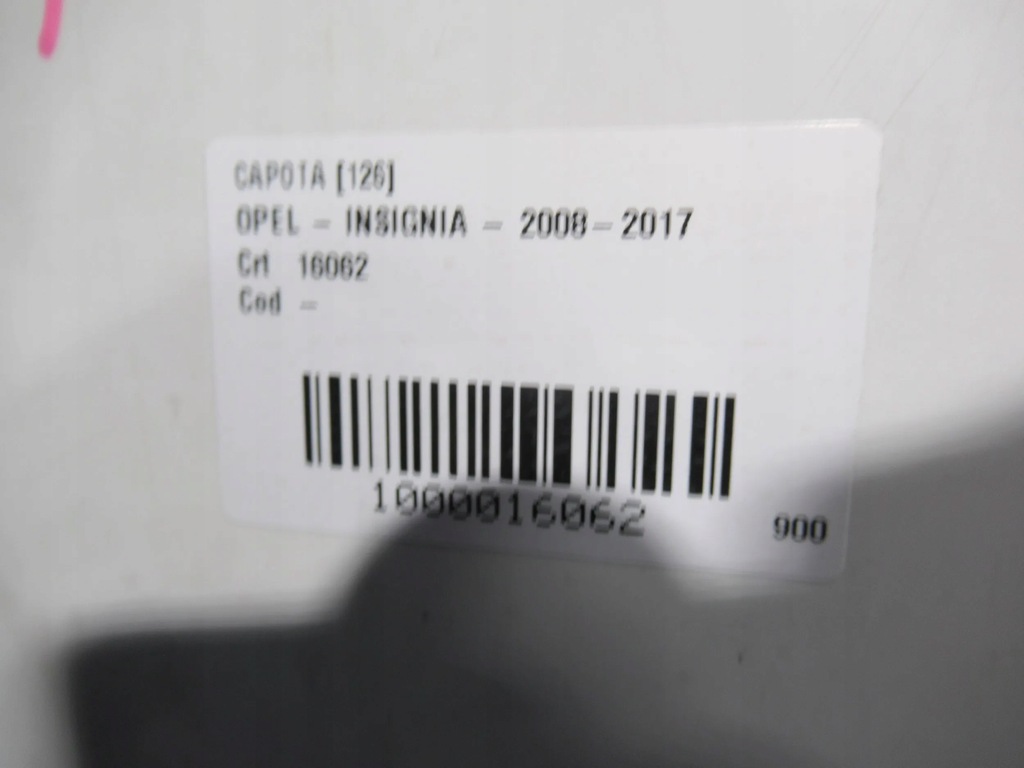 CAPOTA [126]
OPEL - INSIGNIA - 2008-2017
Crt 16062
Cod -
1000016062
900